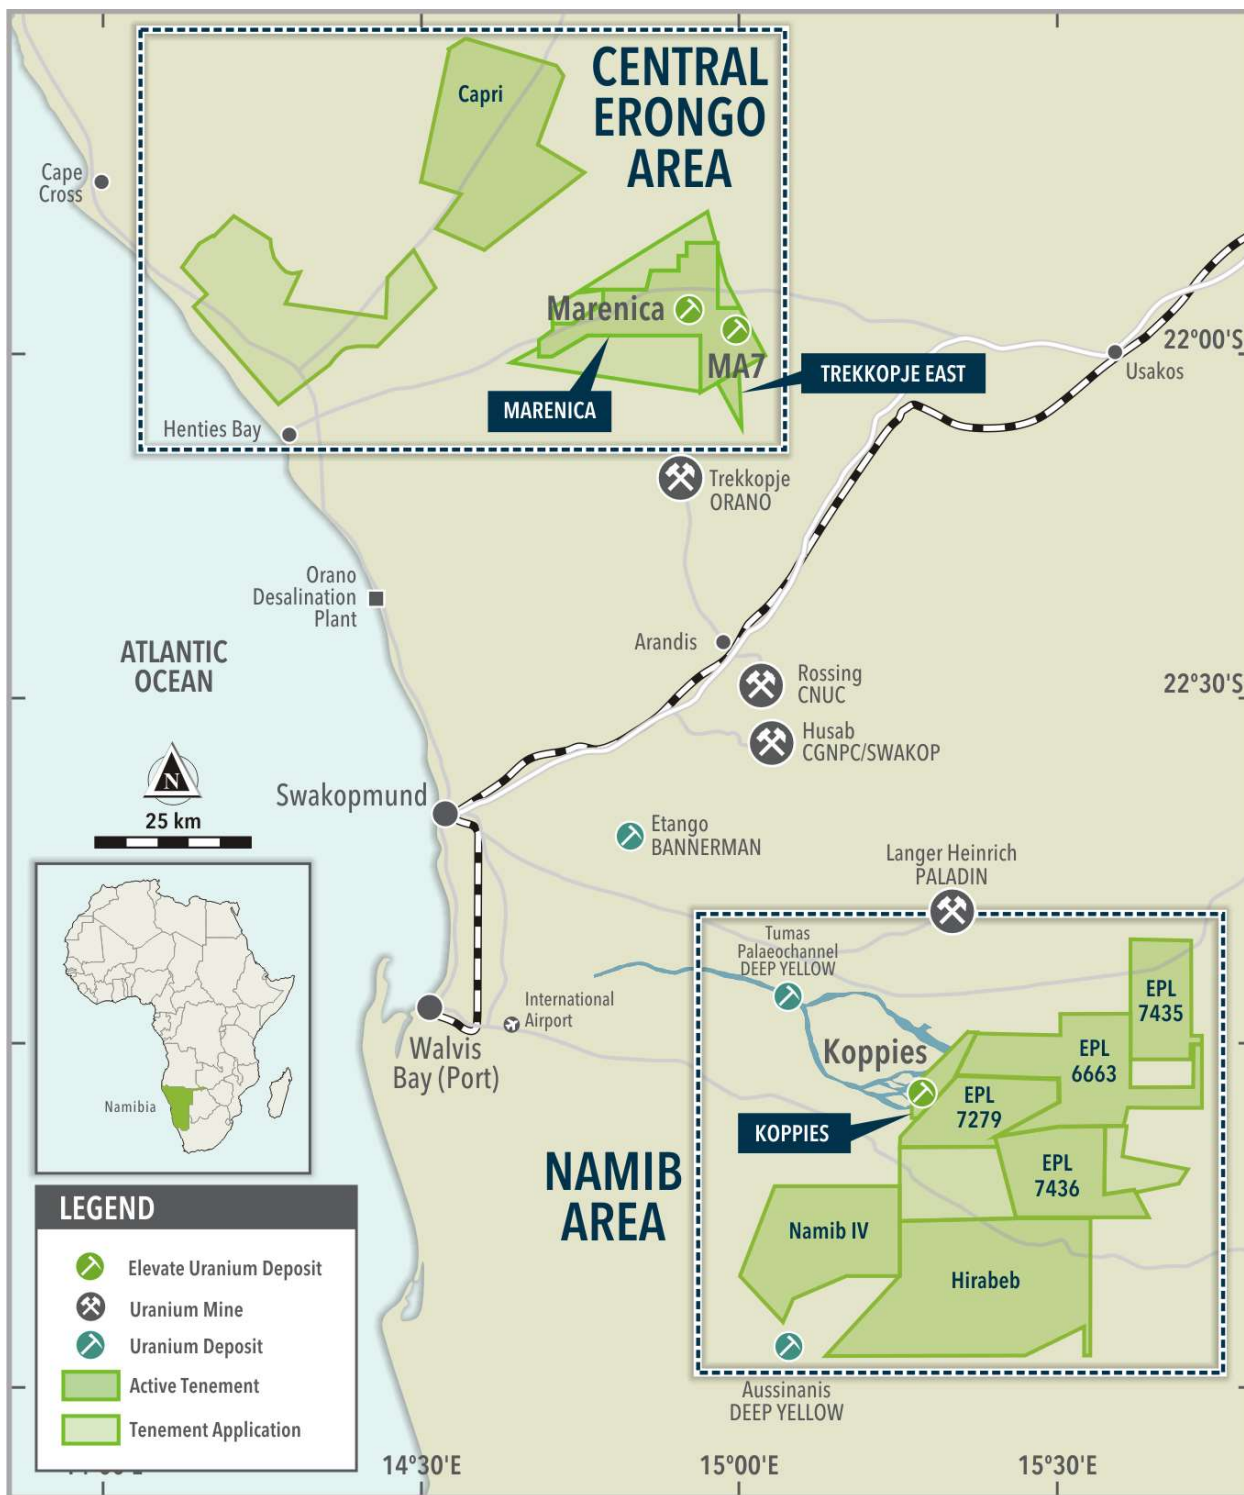 CENTRAL
ERONGO
AREA
Capri
Cape
Cross
Marenica
MA7
22°00'S
TREKKOPJE EAST
Usakos
MARENICA
Henties Bay
Trekkopje
ORANO
Orano
Desalination
Plant
ATLANTIC
OCEAN
Arandis
Rossing
CNUC
22°30'S
Husab
CGNPC/SWAKOP
N
25 km
Swakopmund
Etango
BANNERMAN
Langer Heinrich
PALADIN
Tumas
Palaeochannel
DEEP YELLOW
International
Airport
Walvis
Bay (Port)
Koppies
EPL
7435
EPL
6663
EPL
7279
KOPPIES
EPL
7436
Namibia
NAMIB
AREA
Namib IV
Hirabeb
Aussinanis
DEEP YELLOW
LEGEND
Elevate Uranium Deposit
Uranium Mine
Uranium Deposit
Active Tenement
Tenement Application
14°30'E
15°00'E
15°30'E